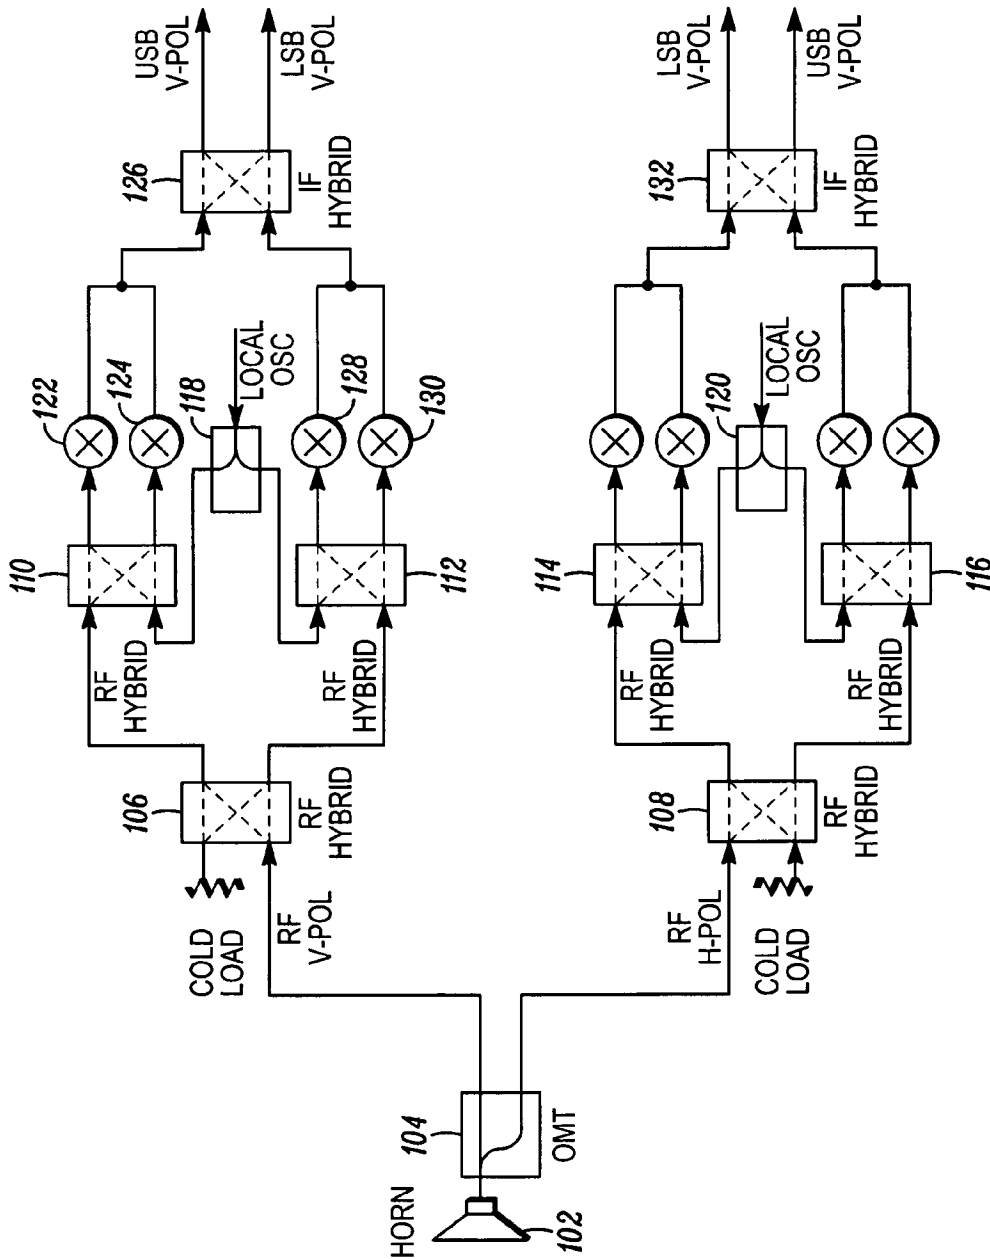 HORN
102
104
OMT
RF
V-POL
RF
H-POL
COLD
LOAD
106
RF
HYBRID
COLD
LOAD
108
RF
HYBRID
RF
HYBRID
110
RF
HYBRID
112
RF
HYBRID
114
RF
HYBRID
116
122
124
118
LOCAL
OSC
128
130
120
LOCAL
OSC
126
IF
HYBRID
132
IF
HYBRID
USB
V-POL
LSB
V-POL
LSB
V-POL
USB
V-POL